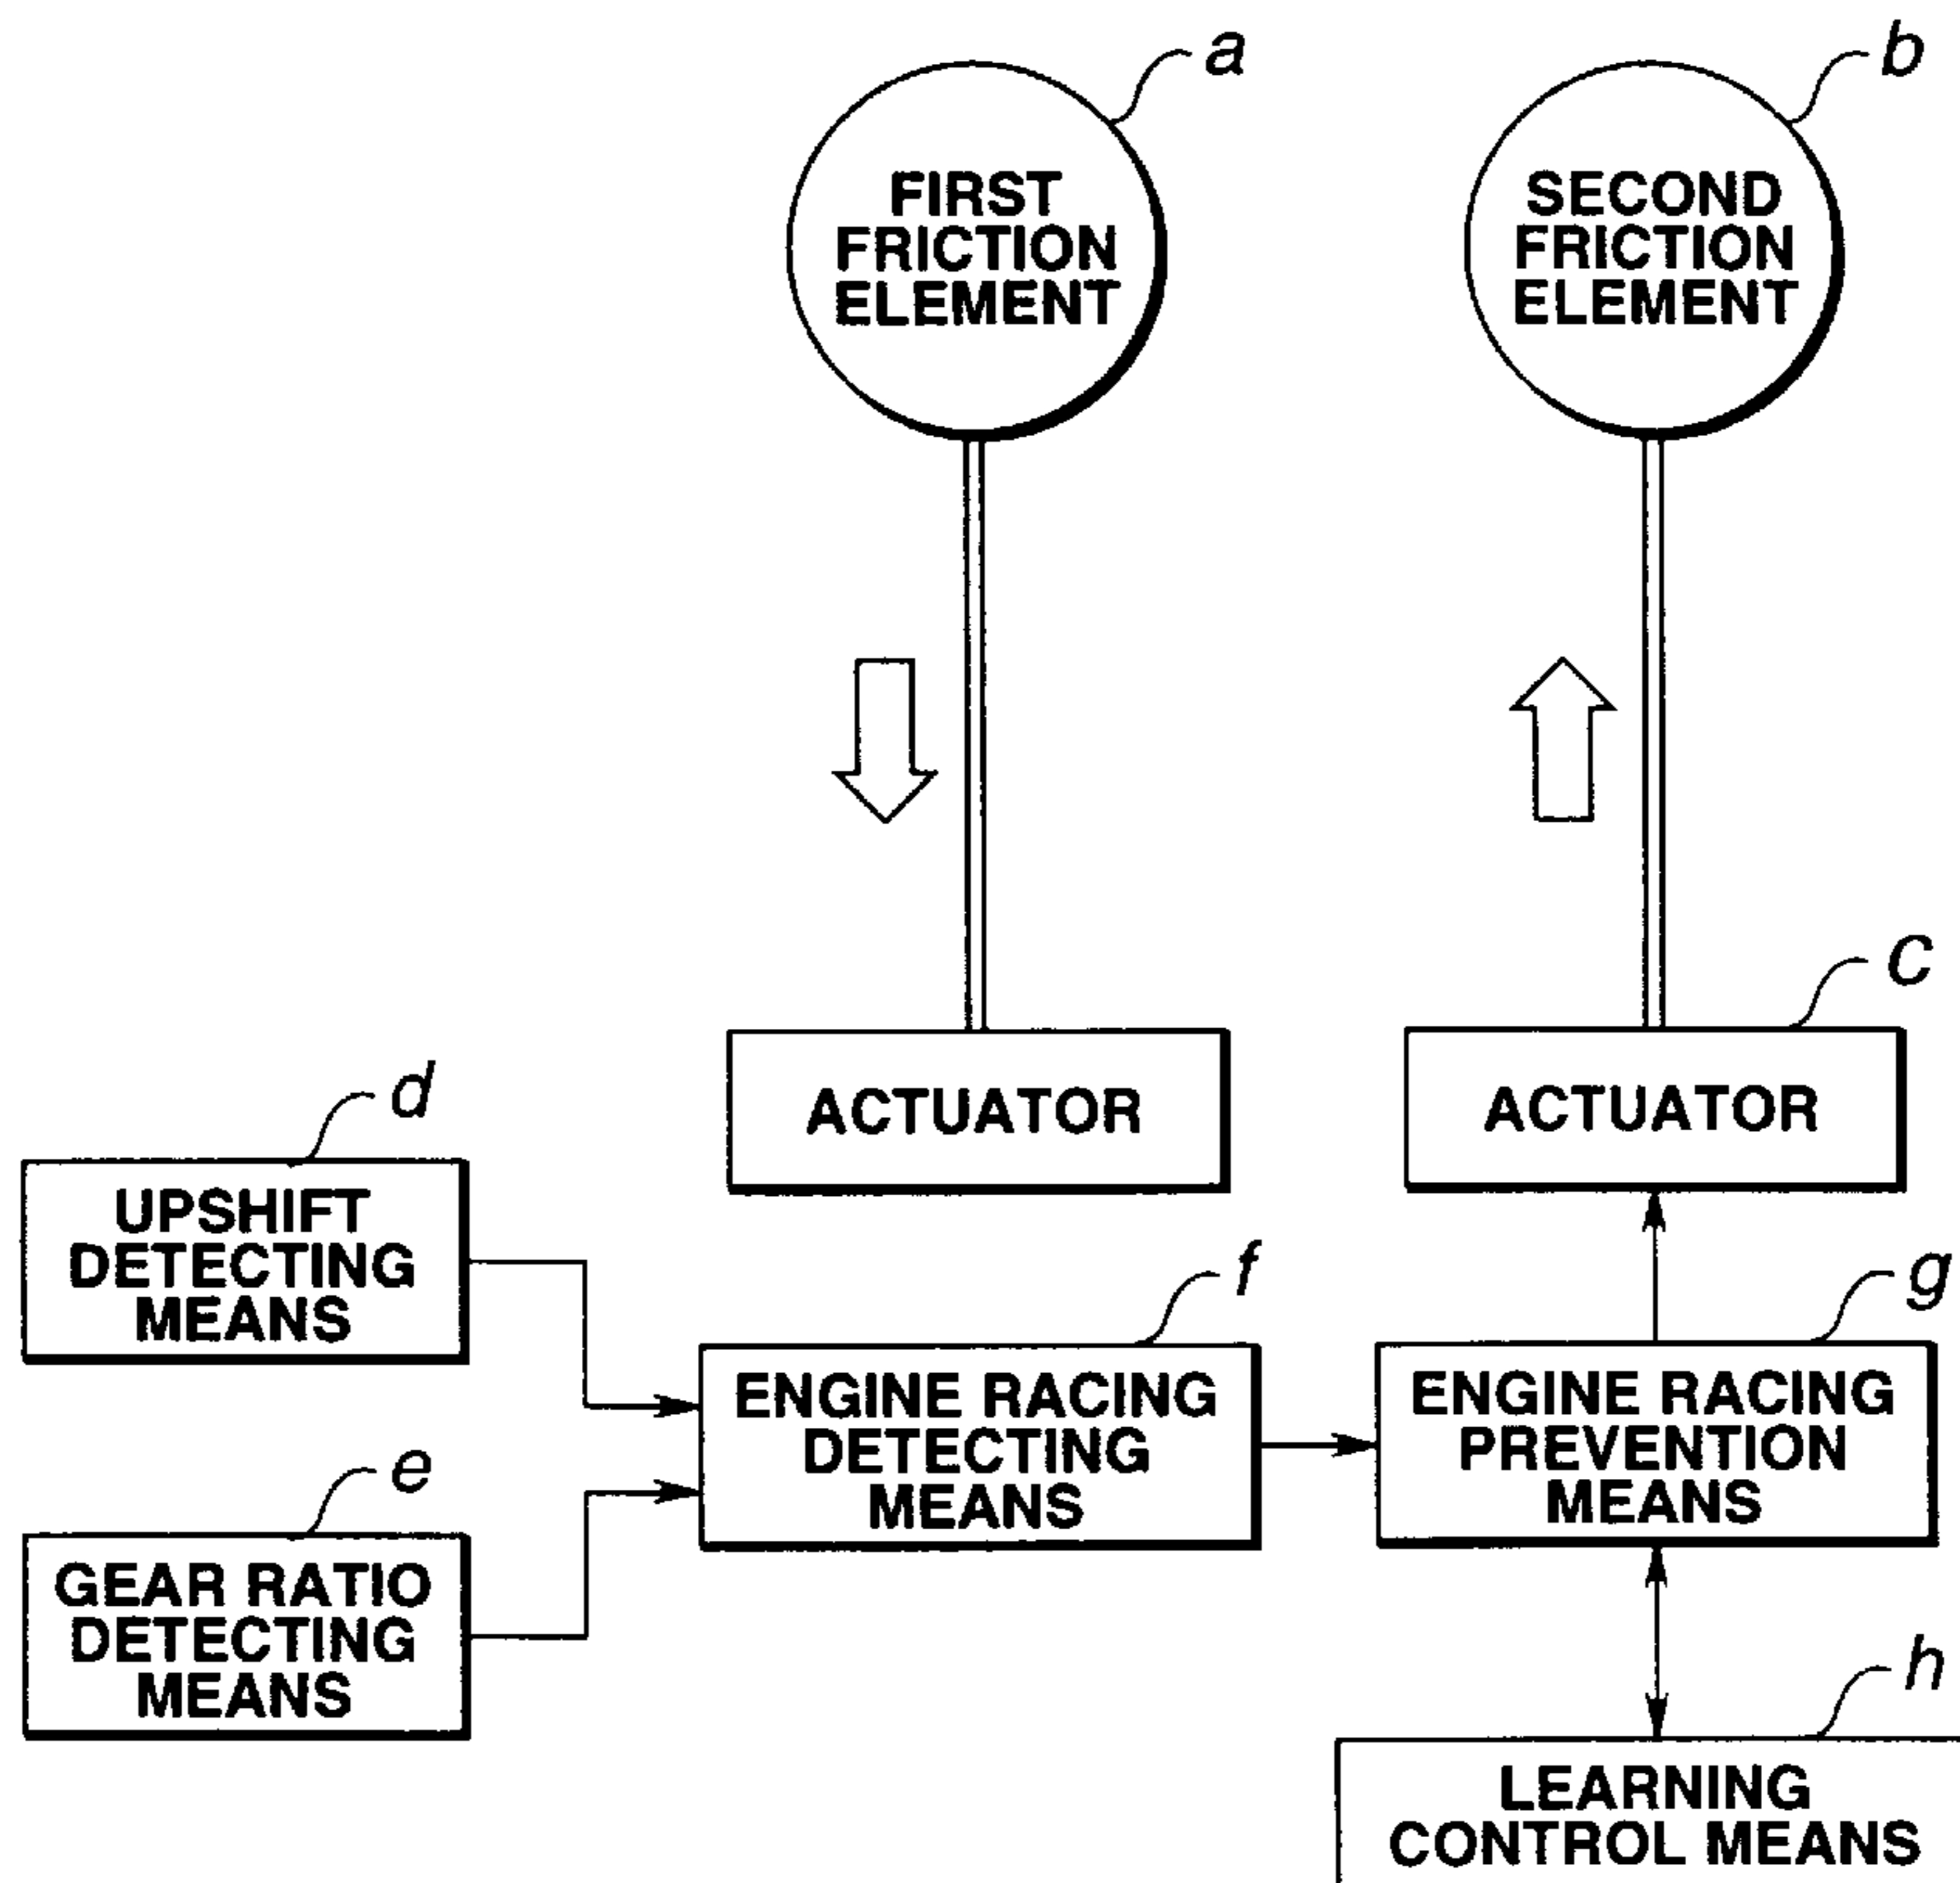 a
b
FIRST
FRICTION
ELEMENT
SECOND
FRICTION
ELEMENT
c
ACTUATOR
ACTUATOR
d
UPSHIFT
DETECTING
MEANS
f
g
ENGINE RACING
DETECTING
MEANS
ENGINE RACING
PREVENTION
MEANS
e
GEAR RATIO
DETECTING
MEANS
h
LEARNING
CONTROL MEANS